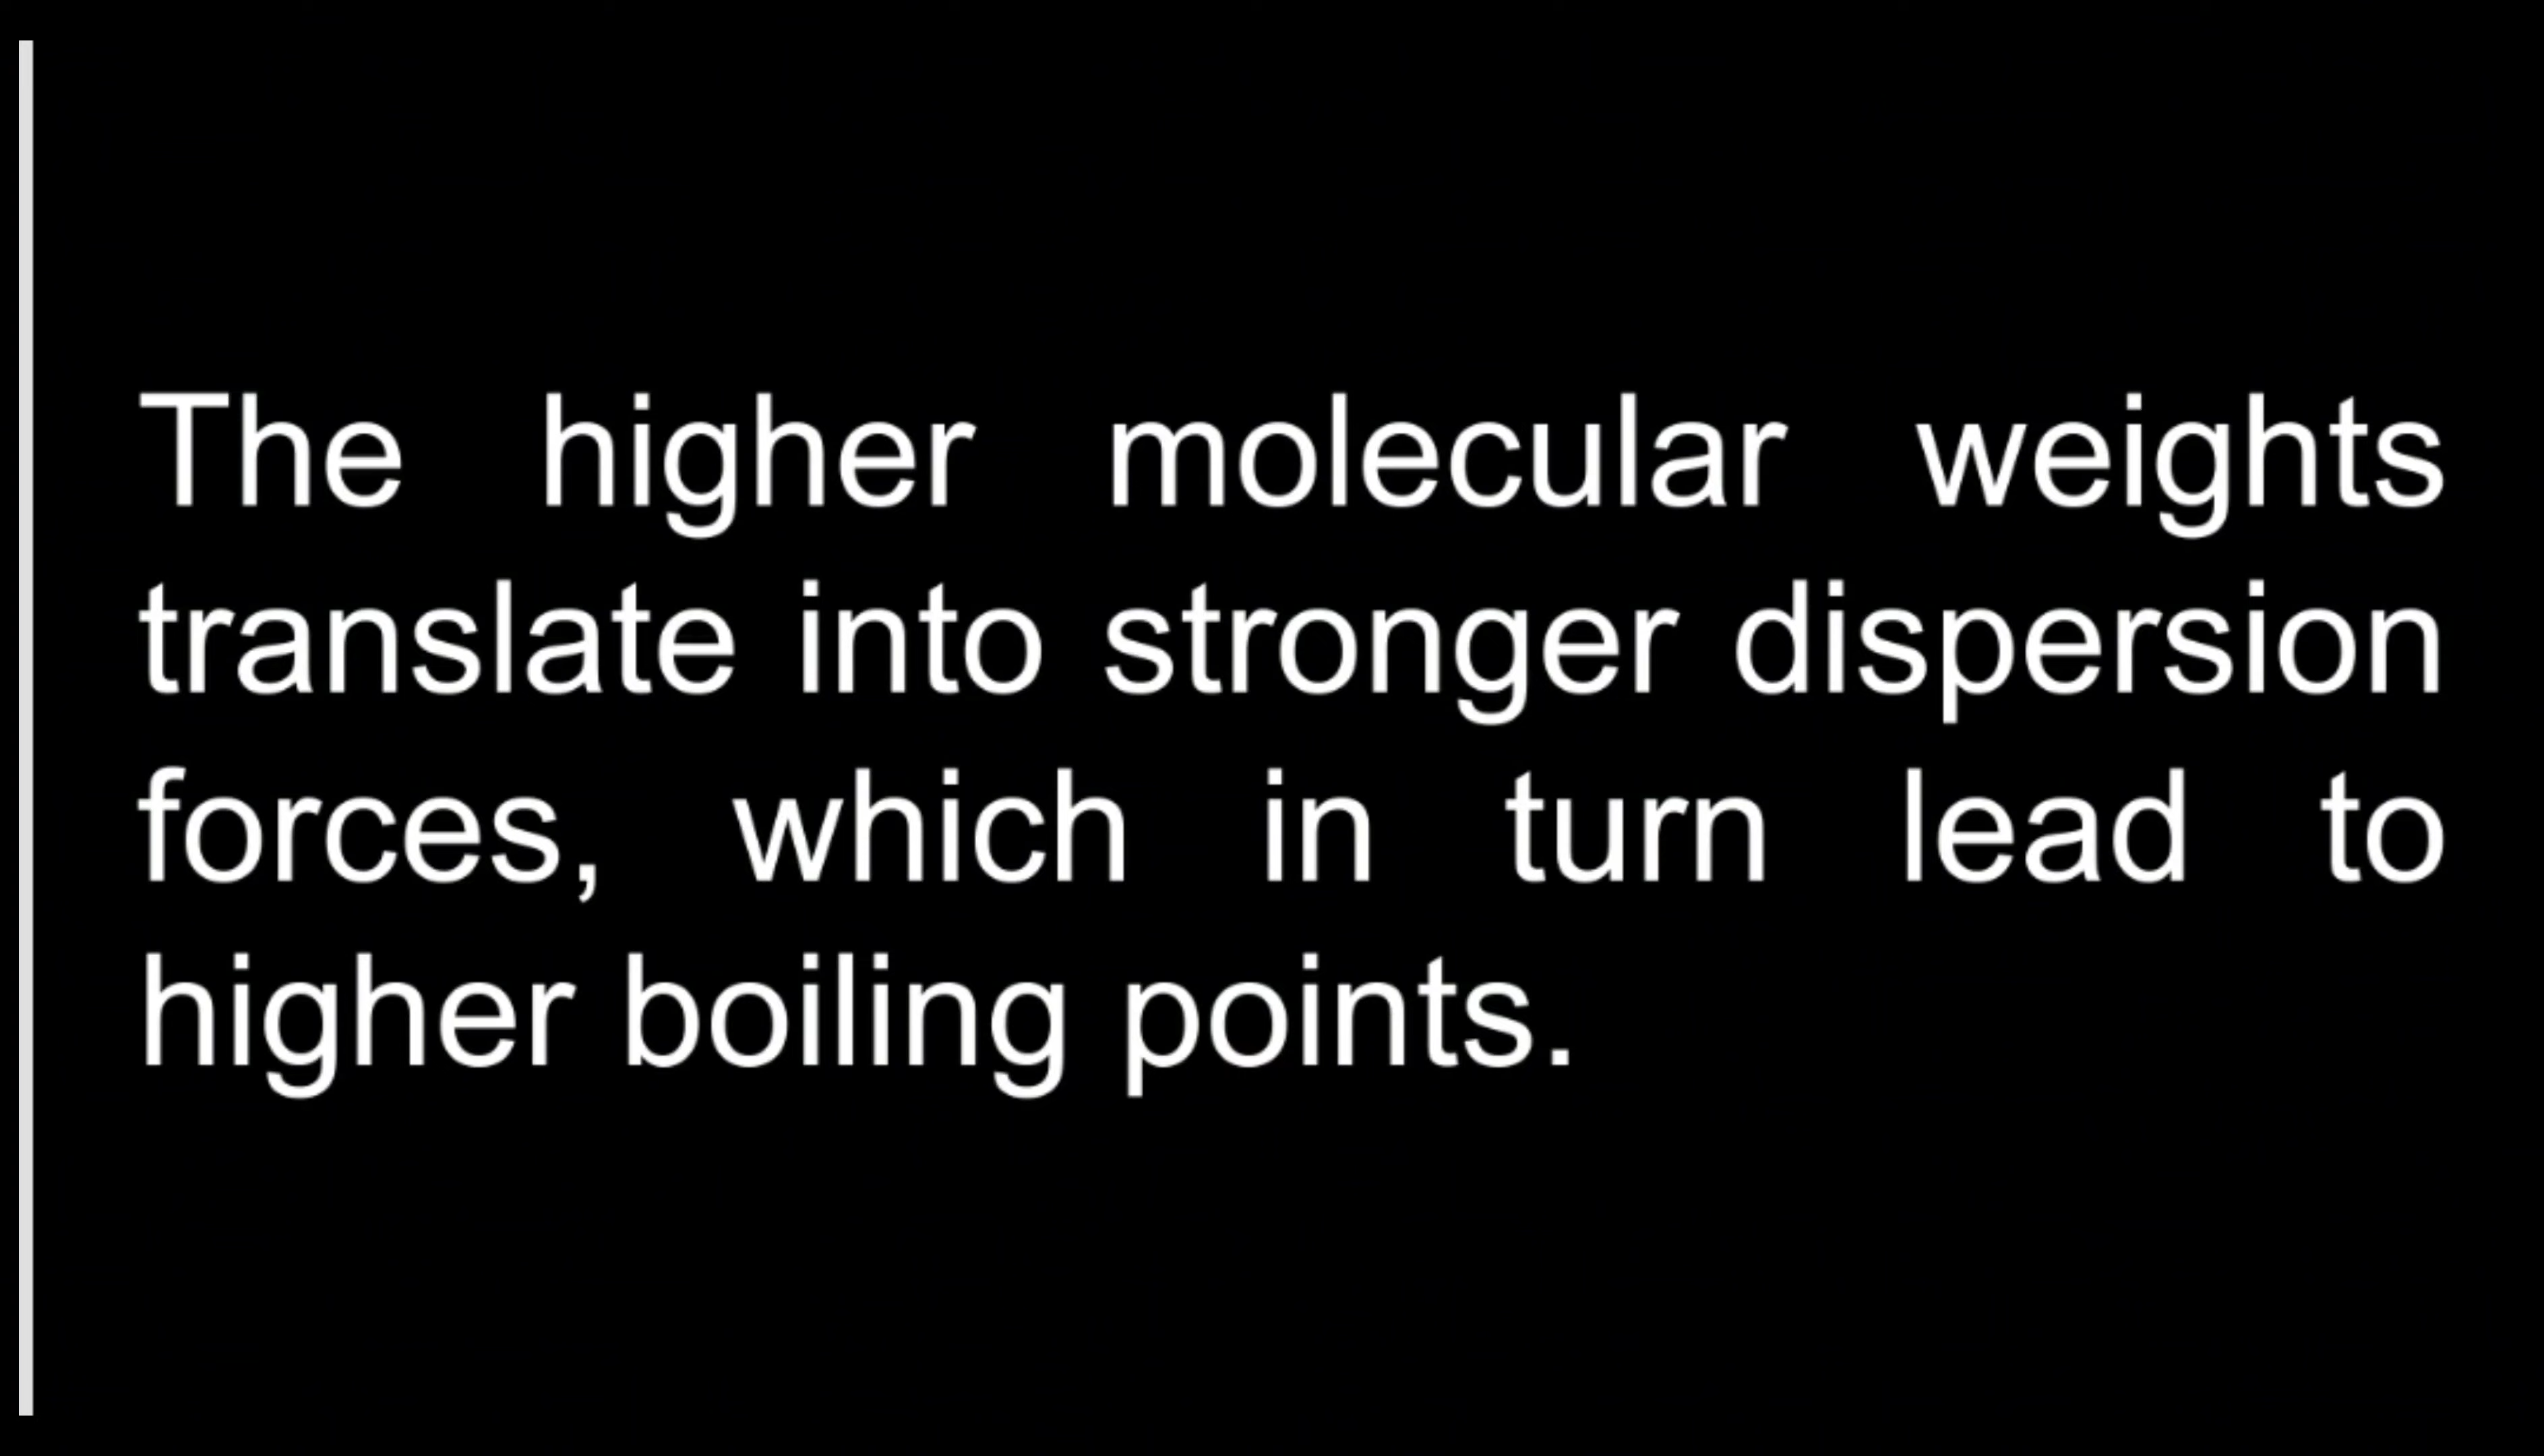 The higher molecular weights
translate into stronger dispersion
forces, which in turn lead to
higher boiling points.